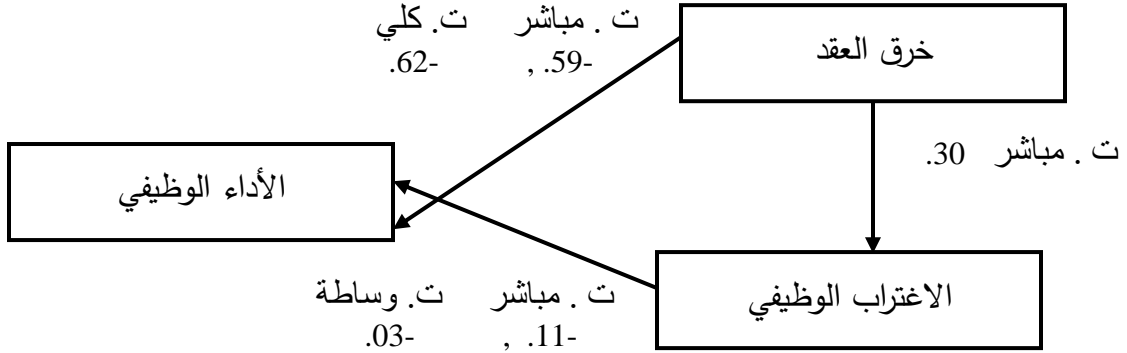 ت . مباشر ت. كلي
.62- , .59-
خرق العقد
ت . مباشر .30
الأداء الوظيفي
الاغتراب الوظيفي
ت . مباشر ت. وساطة
.03- , .11-